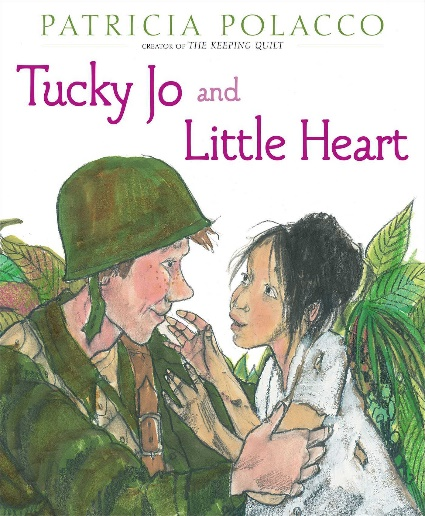 PATRICIA POLACCO
CREATOR OF THE KEEPING QUILT
Tucky Jo and
Little Heart